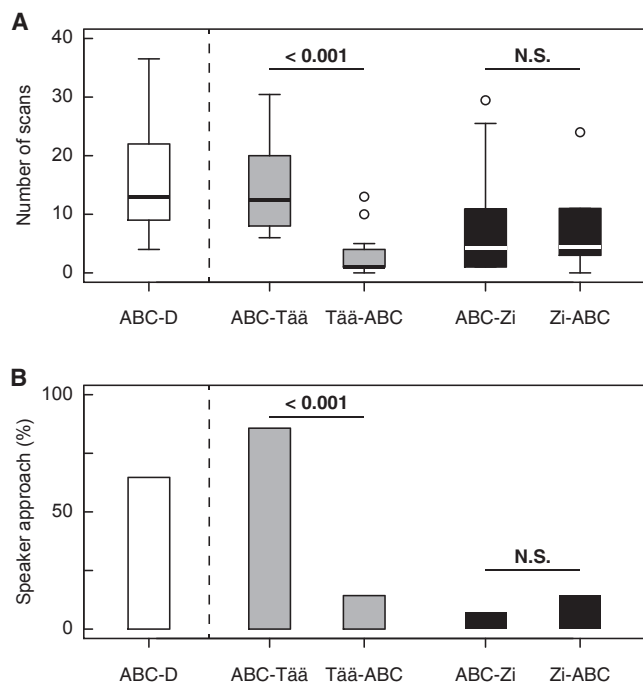 A
40
30
20
10
0
Number of scans
< 0.001
N.S.
ABC-D
ABC-Tää
Tää-ABC
ABC-Zi
Zi-ABC
B
100
50
0
Speaker approach (%)
< 0.001
N.S.
ABC-D
ABC-Tää
Tää-ABC
ABC-Zi
Zi-ABC